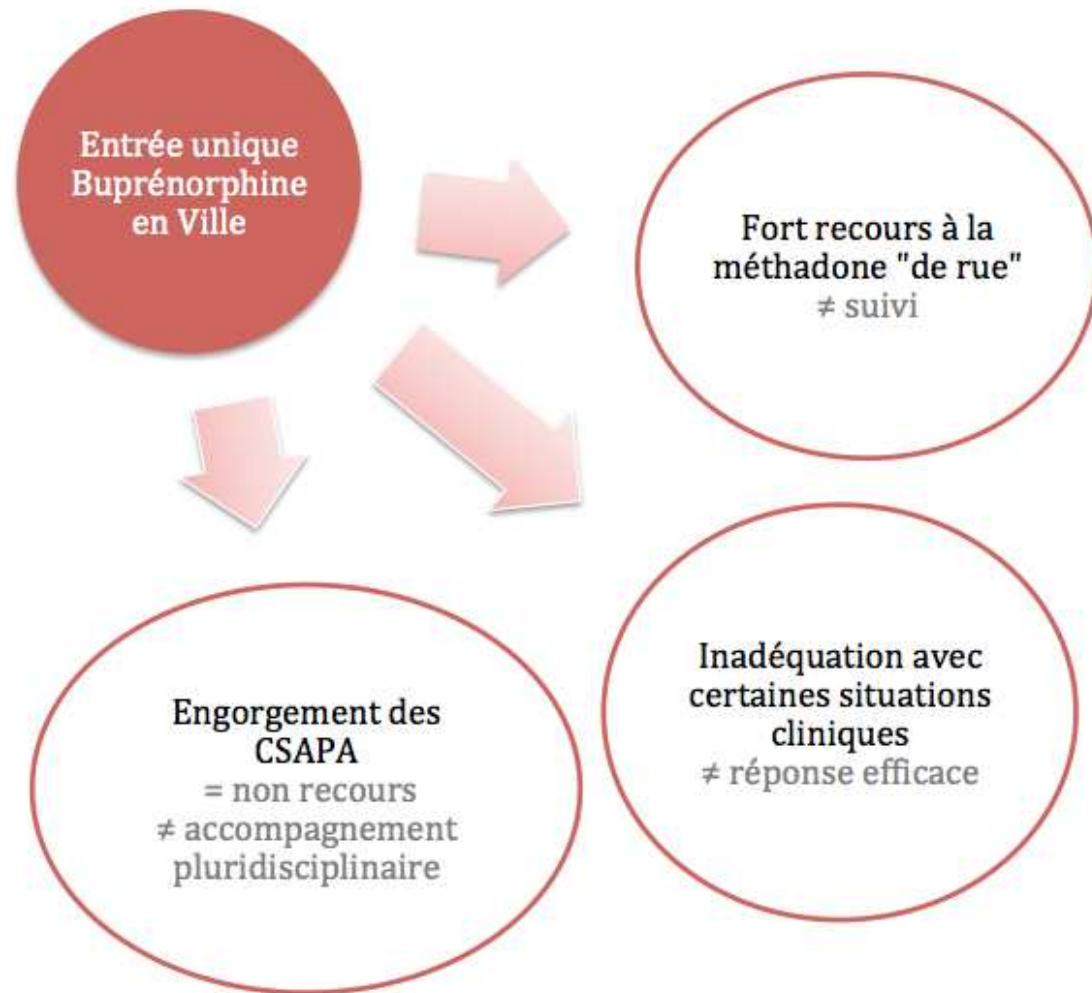 Entrée unique
Buprénorphine
en Ville
Fort recours à la
méthadone "de rue"
≠ suivi
Inadéquation avec
certaines situations
cliniques
≠ réponse efficace
Engorgement des
CSAPA
= non recours
≠ accompagnement
pluridisciplinaire